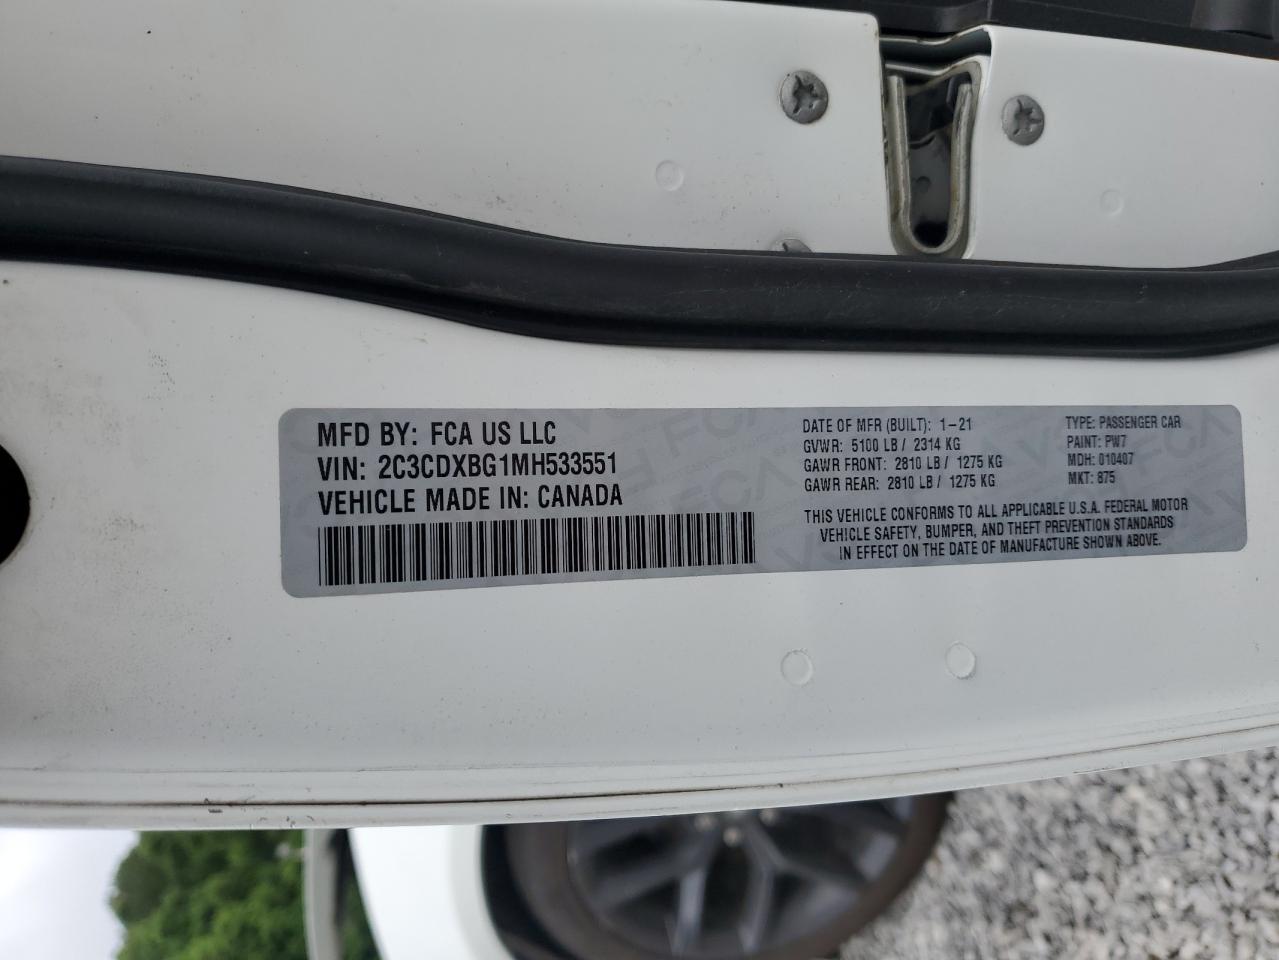 MFD BY: FCA US LLC
VIN: 2C3CDXBG1MH533551
VEHICLE MADE IN: CANADA
DATE OF MFR (BUILT): 1-21
GVWR: 5100 LB / 2314 KG
GAWR FRONT: 2810 LB / 1275 KG
GAWR REAR: 2810 LB / 1275 KG
TYPE: PASSENGER CAR
PAINT: PW7
MDH: 010407
MKT: 875
THIS VEHICLE CONFORMS TO ALL APPLICABLE U.S.A. FEDERAL MOTOR
VEHICLE SAFETY, BUMPER, AND THEFT PREVENTION STANDARDS
IN EFFECT ON THE DATE OF MANUFACTURE SHOWN ABOVE.